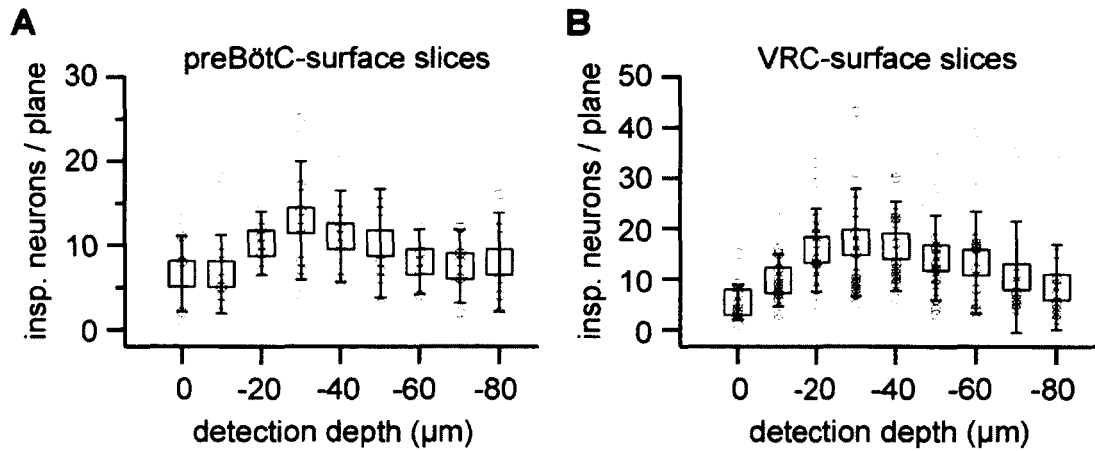 A
preBötC-surface slices
insp. neurons / plane
30
20
10
0
0
-20
-40
-60
-80
detection depth (µm)
B
VRC-surface slices
insp. neurons / plane
50
40
30
20
10
0
0
-20
-40
-60
-80
detection depth (µm)